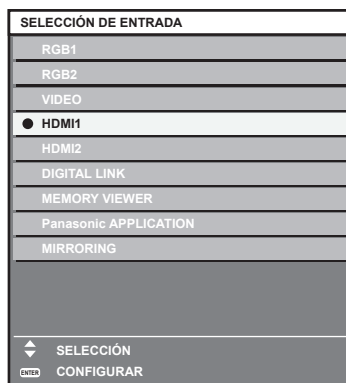 SELECCIÓN DE ENTRADA
RGB1
RGB2
VIDEO
HDMI1
HDMI2
DIGITAL LINK
MEMORY VIEWER
Panasonic APPLICATION
MIRRORING
SELECCIÓN
ENTER CONFIGURAR